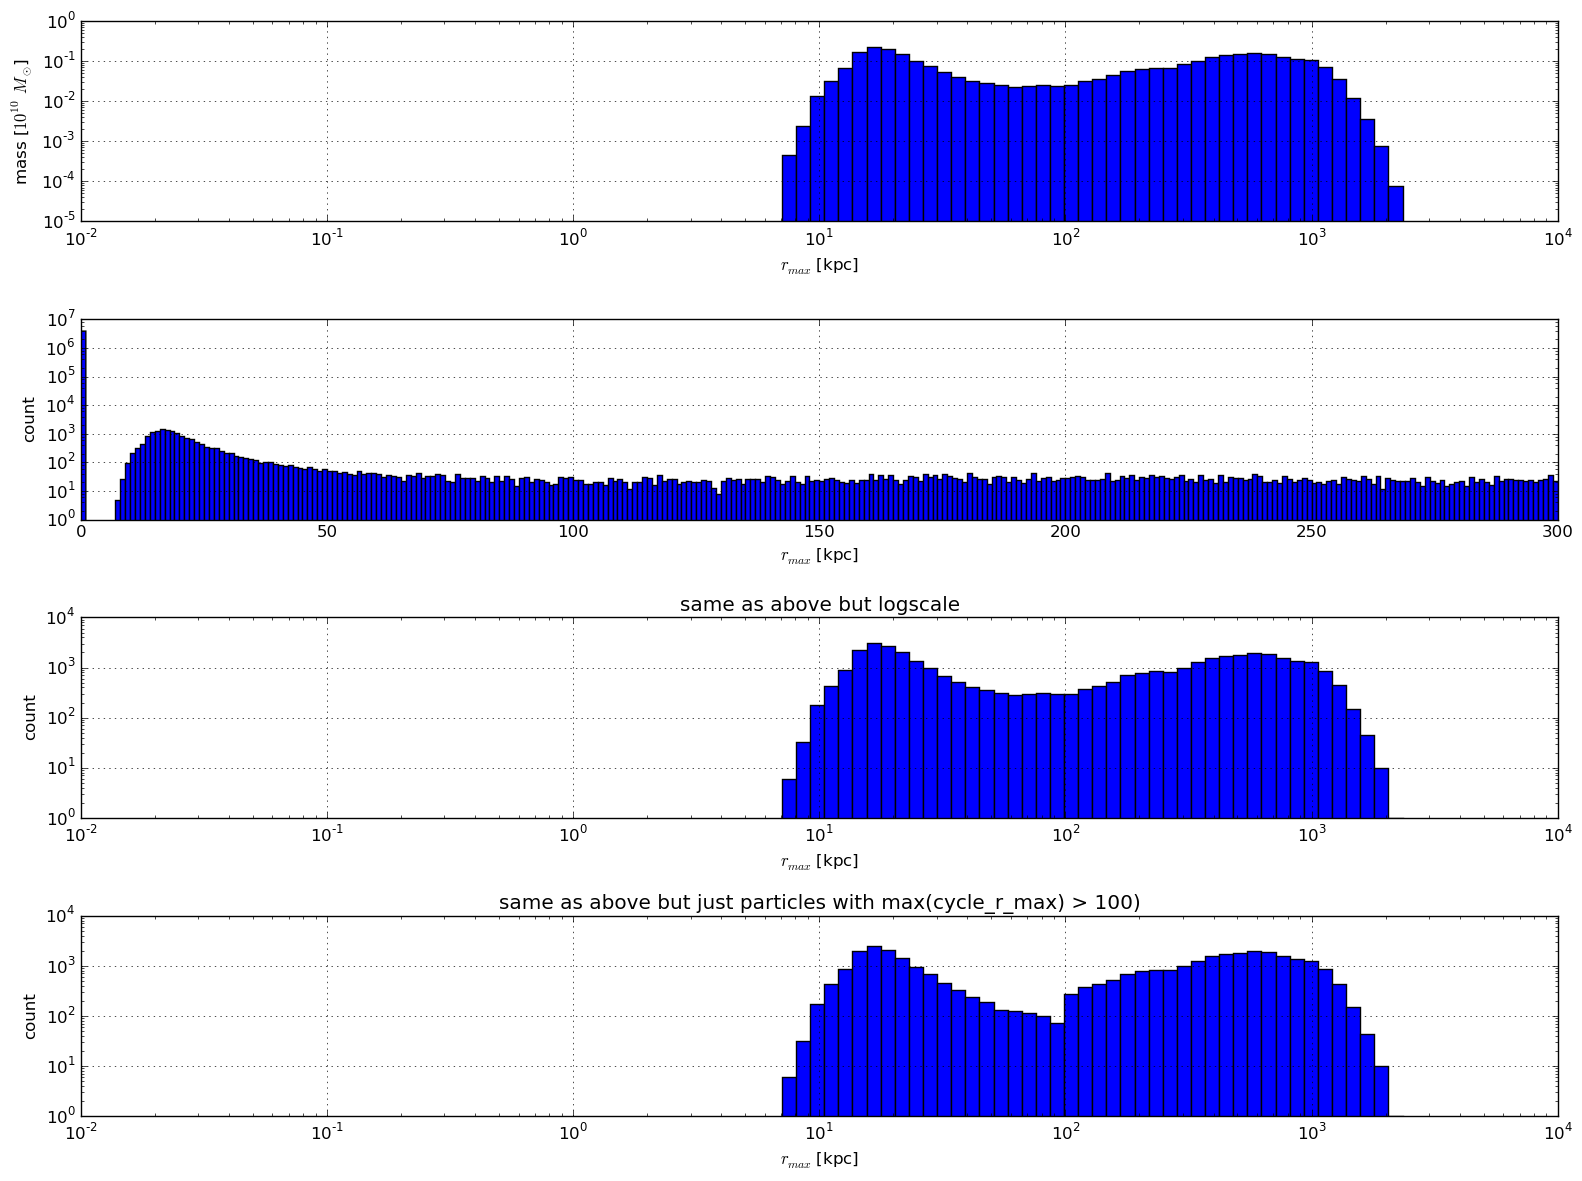 10^0
10^-1
10^-2
10^-3
10^-4
10^-5
mass [10^10 M_⊙]
10^-2 10^-1 10^0 10^1 10^2 10^3 10^4
r_max [kpc]
10^7
10^6
10^5
10^4
10^3
10^2
10^1
10^0
count
0 50 100 150 200 250 300
r_max [kpc]
same as above but logscale
10^4
10^3
10^2
10^1
10^0
count
10^-2 10^-1 10^0 10^1 10^2 10^3 10^4
r_max [kpc]
same as above but just particles with max(cycle_r_max) > 100)
10^4
10^3
10^2
10^1
10^0
count
10^-2 10^-1 10^0 10^1 10^2 10^3 10^4
r_max [kpc]